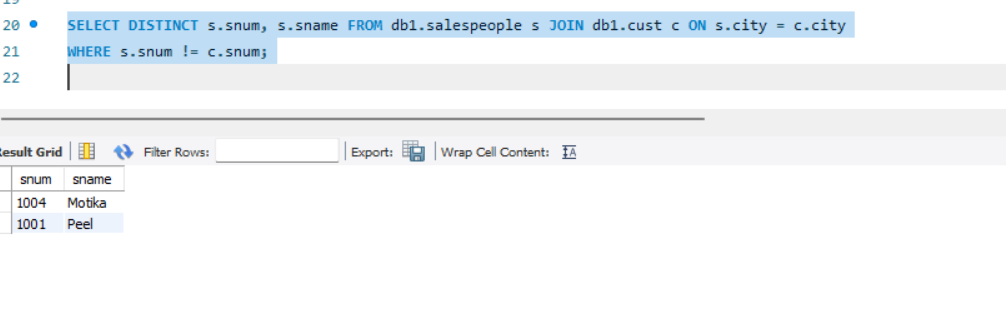 20 SELECT DISTINCT s.snum, s.sname FROM db1.salespeople s JOIN db1.cust c ON s.city = c.city
21 WHERE s.snum != c.snum;
22
Result Grid Filter Rows: Export: Wrap Cell Content: IA
snum sname
1004 Motika
1001 Peel